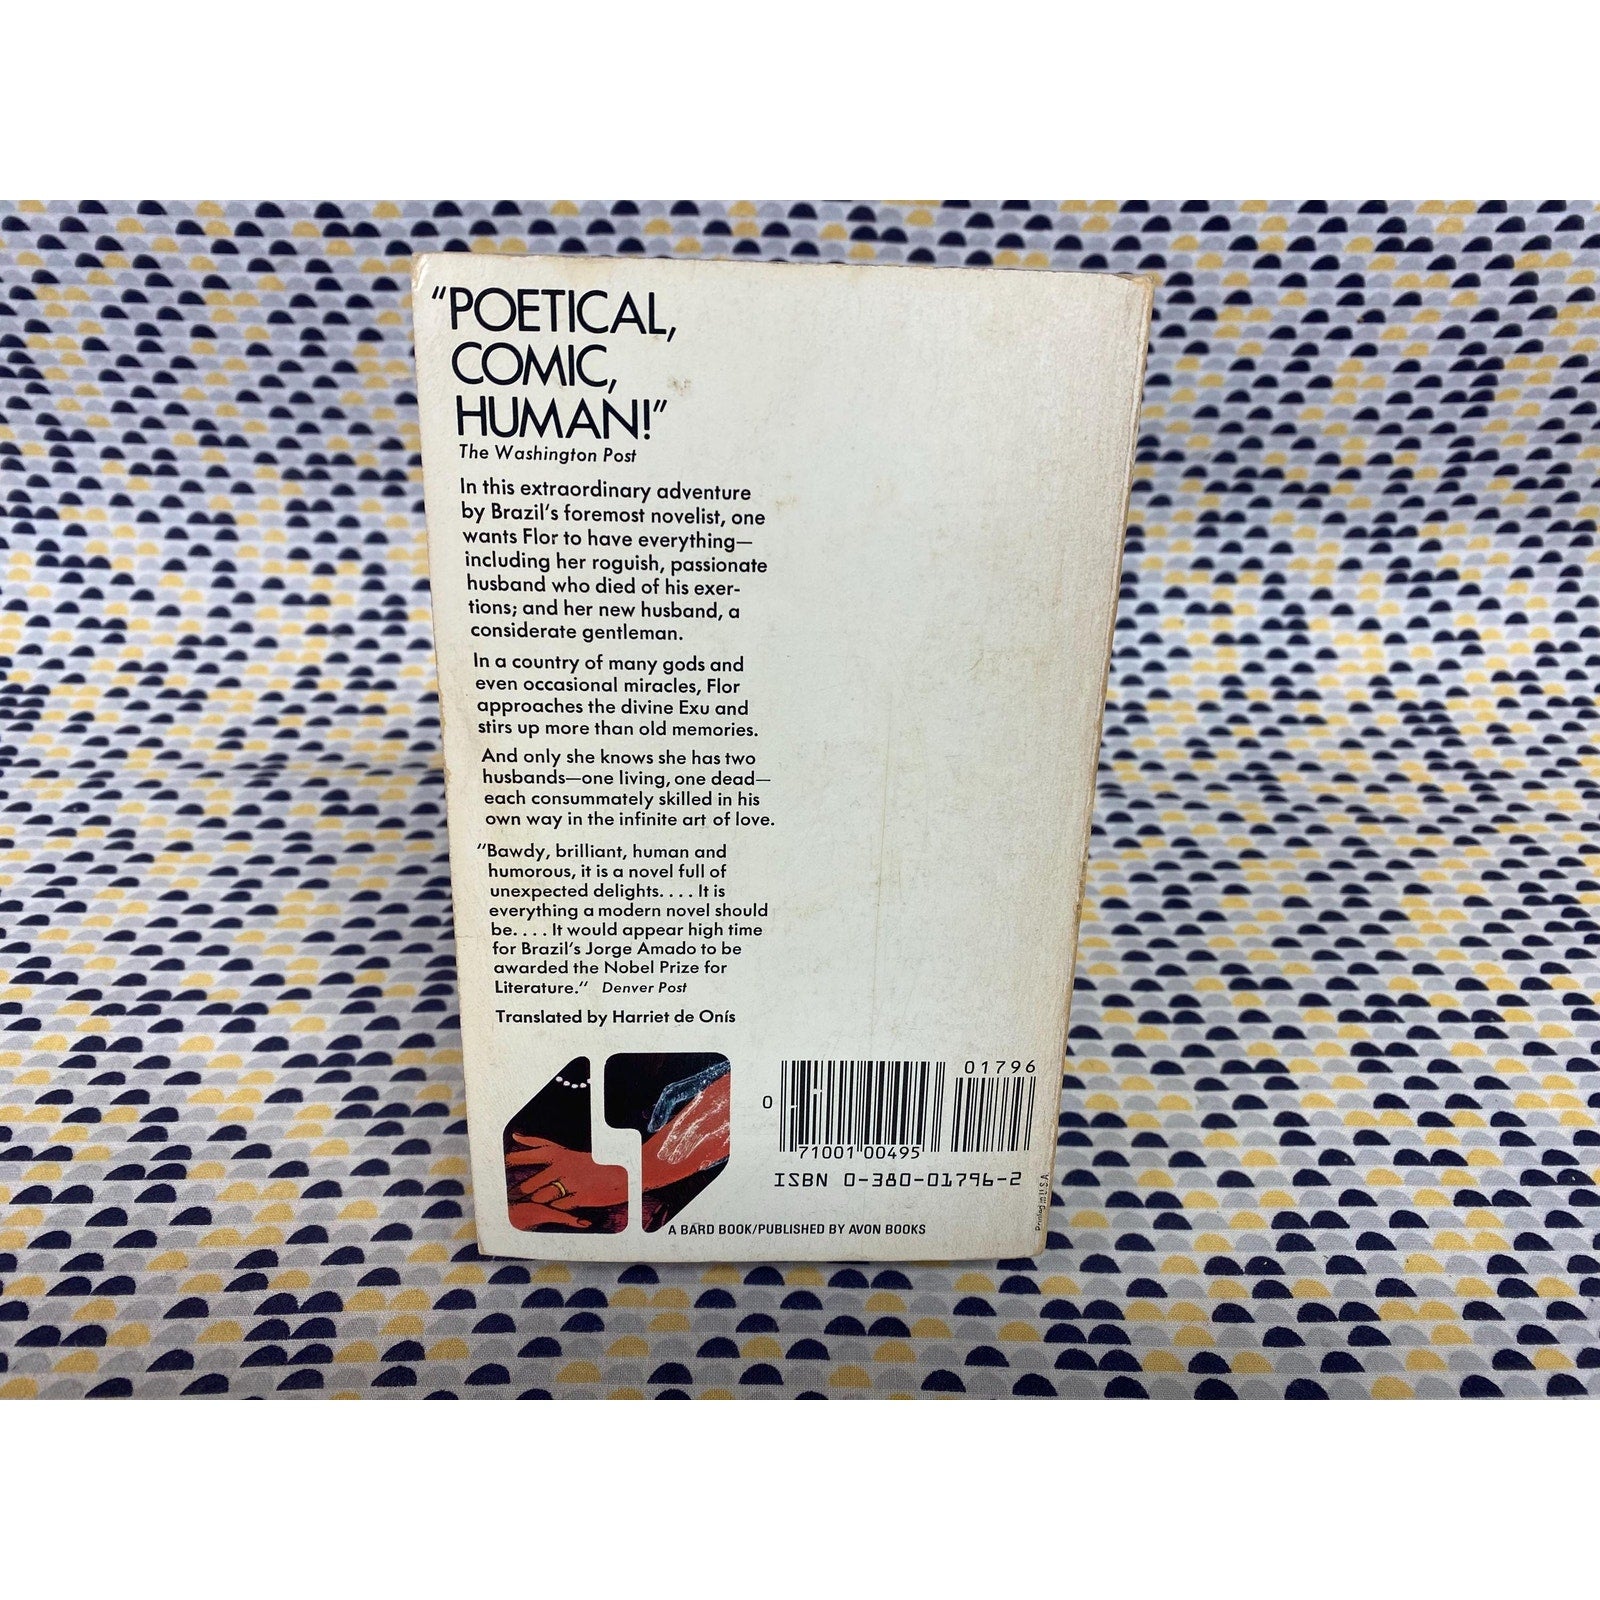 “POETICAL,
COMIC,
HUMAN!”
The Washington Post
In this extraordinary adventure
by Brazil’s foremost novelist, one
wants Flor to have everything—
including her roguish, passionate
husband who died of his exer-
tions; and her new husband, a
considerate gentleman.
In a country of many gods and
even occasional miracles, Flor
approaches the divine Exu and
stirs up more than old memories.
And only she knows she has two
husbands—one living, one dead—
each consummately skilled in his
own way in the infinite art of love.
“Bawdy, brilliant, human and
humorous, it is a novel full of
unexpected delights. . . . It is
everything a modern novel should
be. . . . It would appear high time
for Brazil’s Jorge Amado to be
awarded the Nobel Prize for
Literature.” Denver Post
Translated by Harriet de Onís
01796
0
71001 00495
ISBN 0-380-01796-2
A BARD BOOK/PUBLISHED BY AVON BOOKS
Printed in U.S.A.